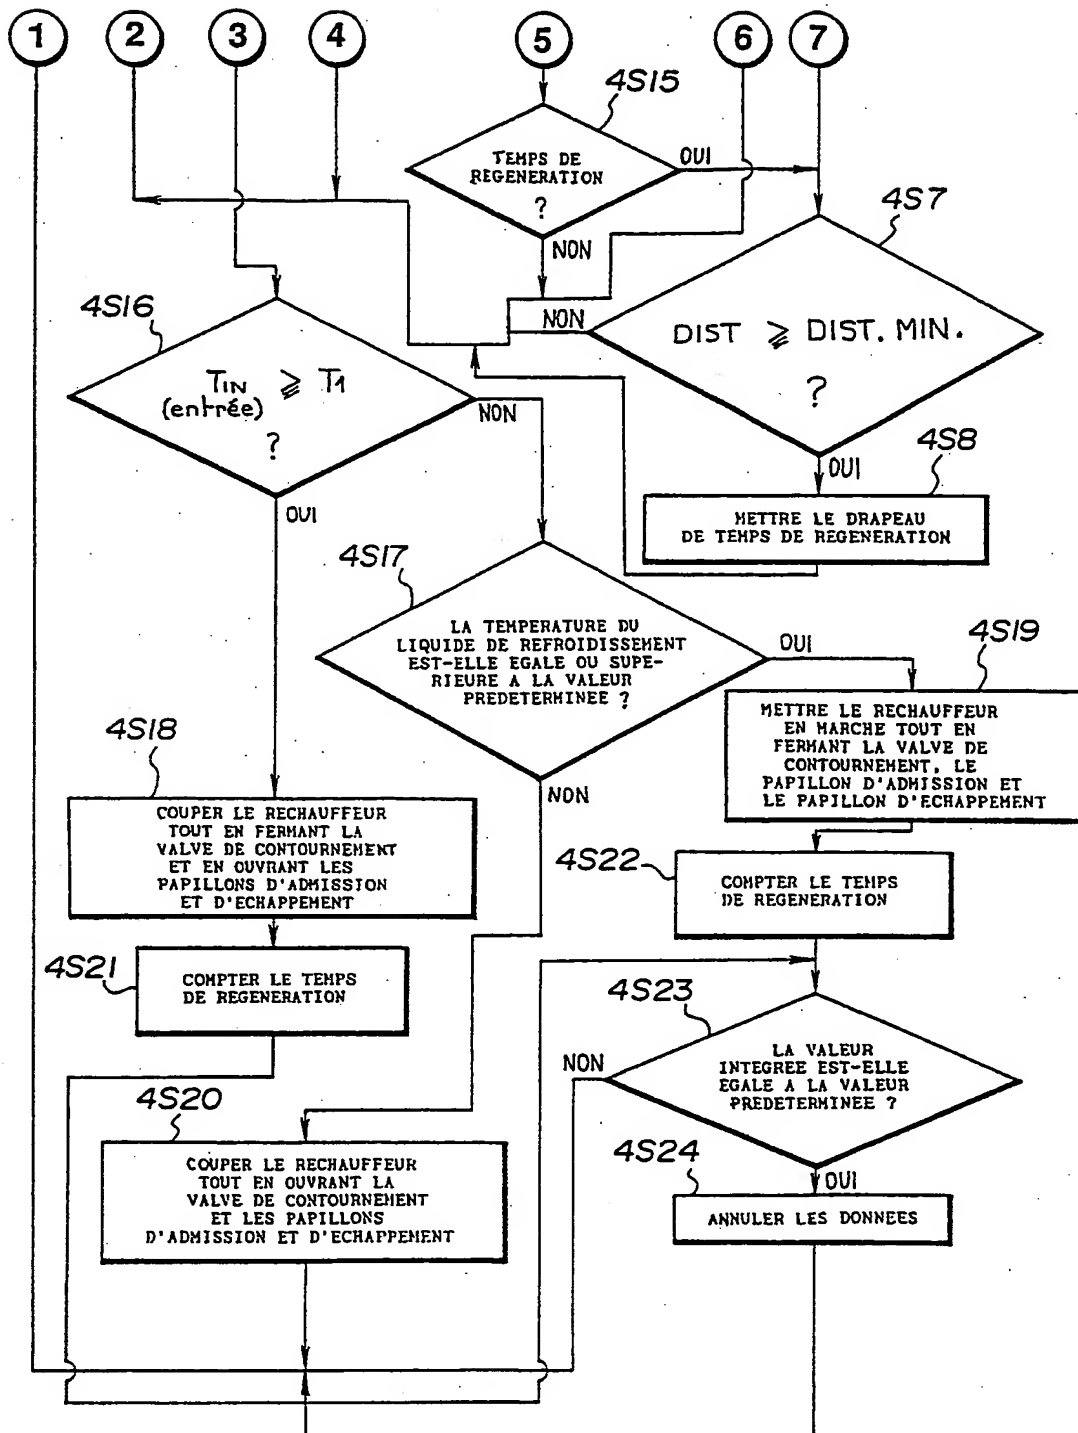 1 2 3 4 5 6 7
4S15
TEMPS DE
REGENERATION
?
OUI
NON
4S7
DIST ⩾ DIST. MIN.
?
NON
OUI
4S16
TIN ⩾ T1
(entrée)
?
NON
OUI
4S8
METTRE LE DRAPEAU
DE TEMPS DE REGENERATION
4S17
LA TEMPERATURE DU
LIQUIDE DE REFROIDISSEMENT
EST-ELLE EGALE OU SUPE-
RIEURE A LA VALEUR
PREDETERMINEE ?
OUI
NON
4S19
METTRE LE RECHAUFFEUR
EN MARCHE TOUT EN
FERMANT LA VALVE DE
CONTOURNEMENT, LE
PAPILLON D'ADMISSION ET
LE PAPILLON D'ECHAPPEMENT
4S18
COUPER LE RECHAUFFEUR
TOUT EN FERMANT LA
VALVE DE CONTOURNEMENT
ET EN OUVRANT LES
PAPILLONS D'ADMISSION
ET D'ECHAPPEMENT
4S22
COMPTER LE TEMPS
DE REGENERATION
4S21
COMPTER LE TEMPS
DE REGENERATION
4S23
LA VALEUR
INTEGREE EST-ELLE
EGALE A LA VALEUR
PREDETERMINEE ?
NON
OUI
4S20
COUPER LE RECHAUFFEUR
TOUT EN OUVRANT LA
VALVE DE CONTOURNEMENT
ET LES PAPILLONS
D'ADMISSION ET D'ECHAPPEMENT
4S24
ANNULER LES DONNEES